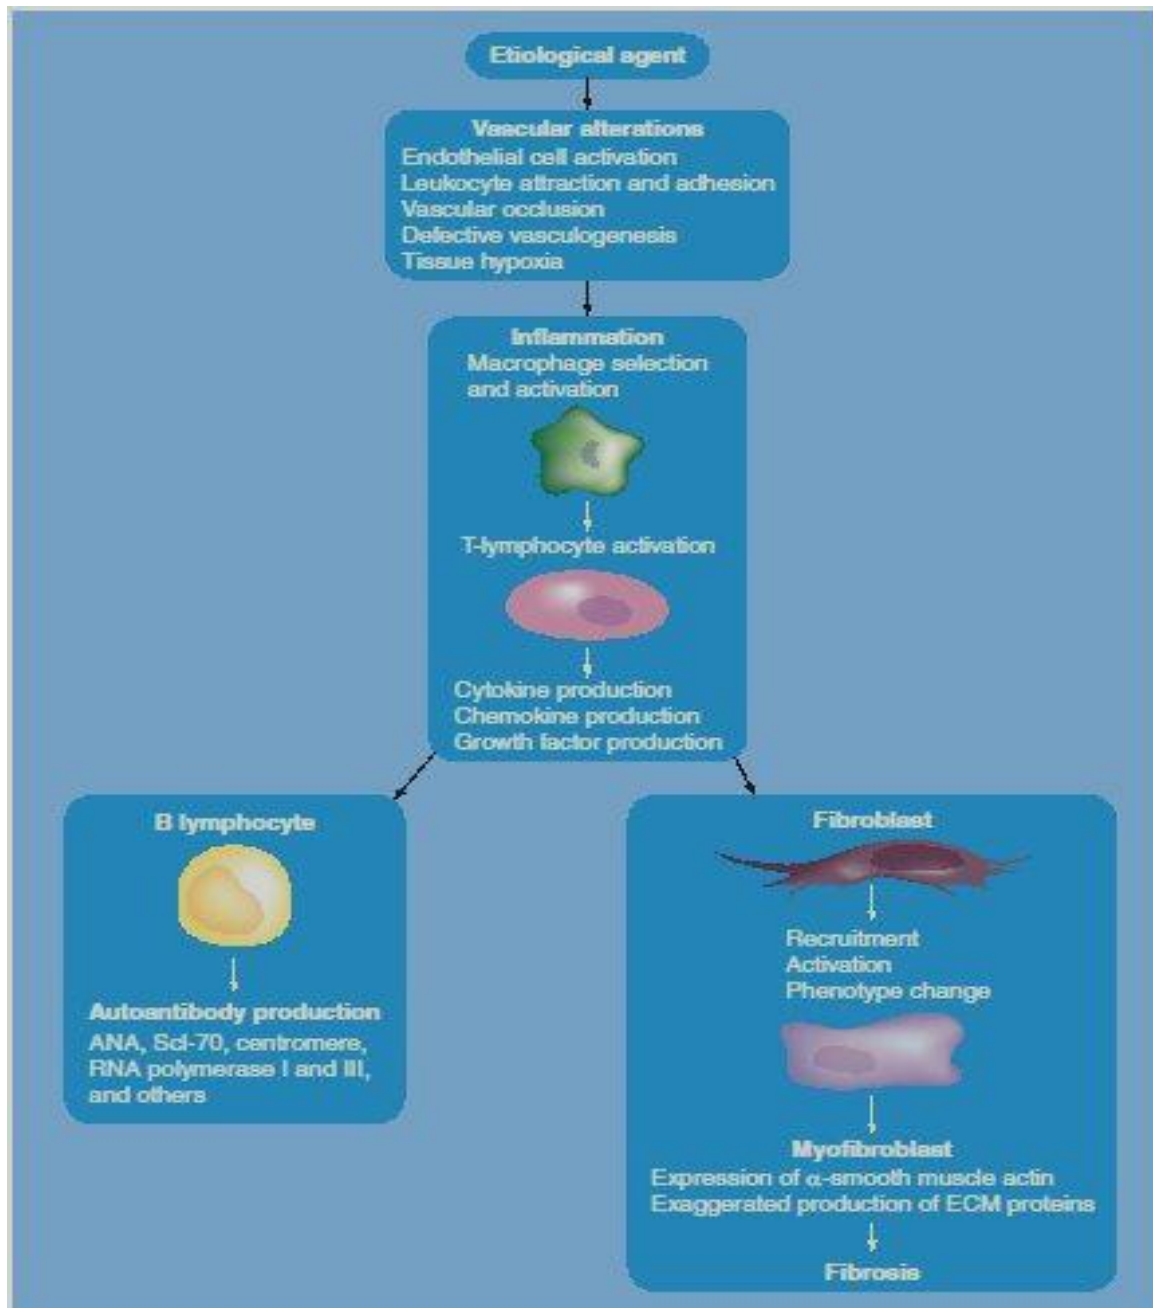 Etiological agent
Vascular alterations
Endothelial cell activation
Leukocyte attraction and adhesion
Vascular occlusion
Defective vasculogenesis
Tissue hypoxia
Inflammation
Macrophage selection
and activation
T-lymphocyte activation
Cytokine production
Chemokine production
Growth factor production
B lymphocyte
Autoantibody production
ANA, Scl-70, centromere,
RNA polymerase I and III,
and others
Fibroblast
Recruitment
Activation
Phenotype change
Myofibroblast
Expression of α-smooth muscle actin
Exaggerated production of ECM proteins
Fibrosis